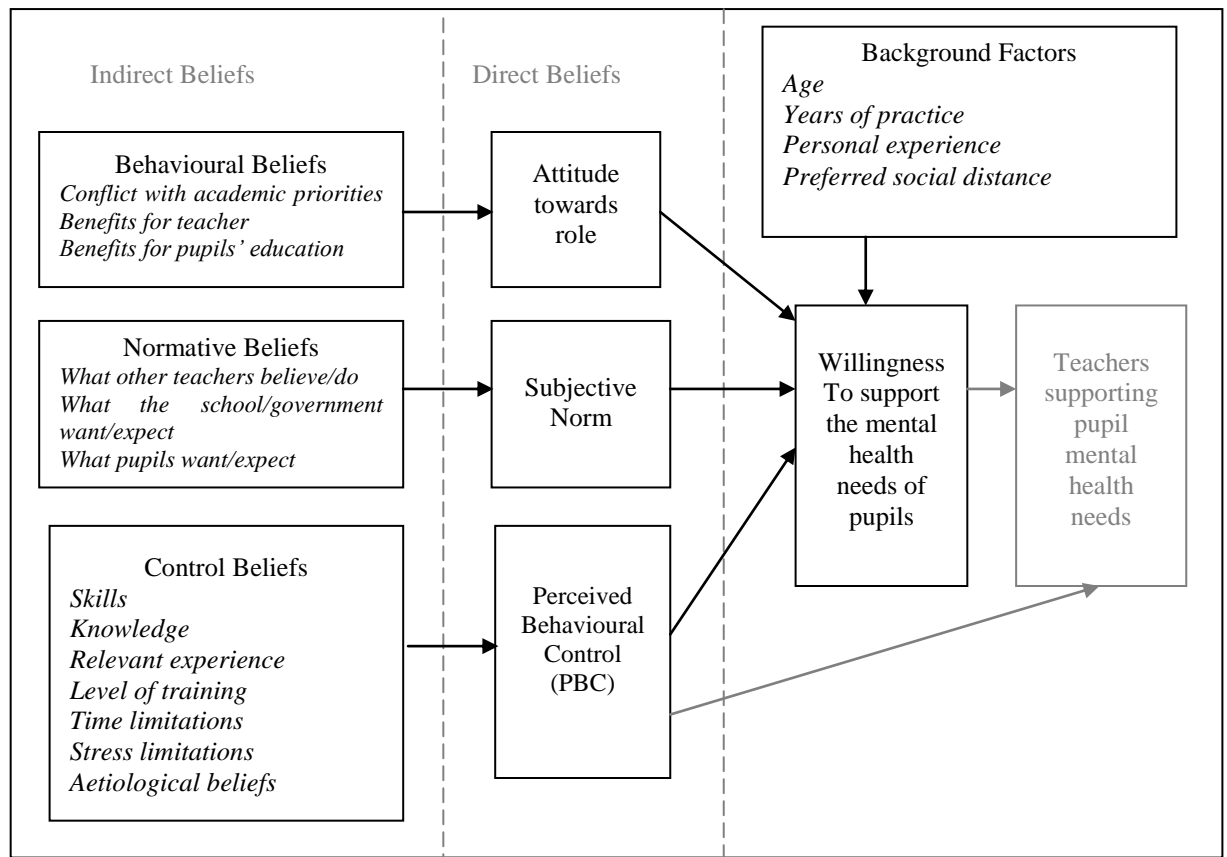 Indirect Beliefs
Direct Beliefs
Background Factors
Age
Years of practice
Personal experience
Preferred social distance
Behavioural Beliefs
Conflict with academic priorities
Benefits for teacher
Benefits for pupils’ education
Attitude
towards
role
Normative Beliefs
What other teachers believe/do
What the school/government
want/expect
What pupils want/expect
Subjective
Norm
Willingness
To support
the mental
health
needs of
pupils
Teachers
supporting
pupil
mental
health
needs
Control Beliefs
Skills
Knowledge
Relevant experience
Level of training
Time limitations
Stress limitations
Aetiological beliefs
Perceived
Behavioural
Control
(PBC)